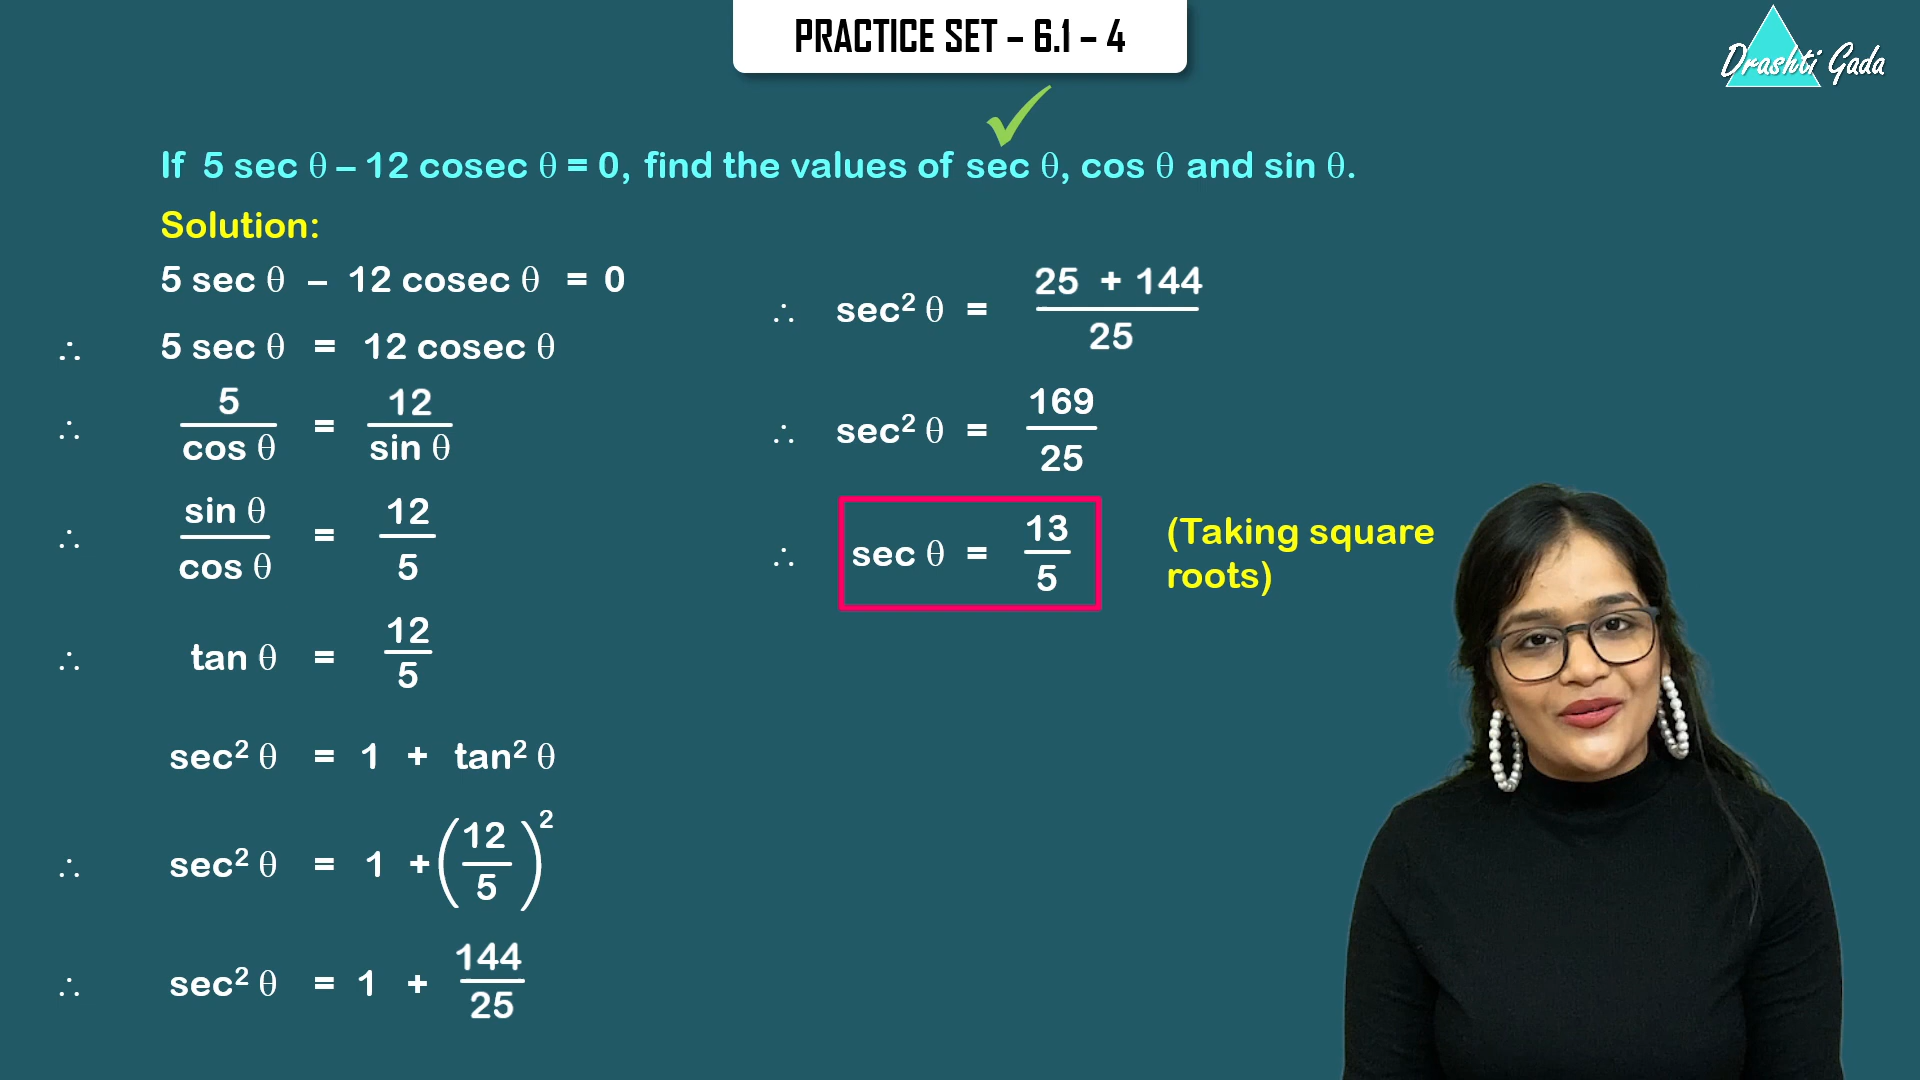 PRACTICE SET – 6.1 – 4
Drashti Gada
If 5 sec θ – 12 cosec θ = 0, find the values of sec θ, cos θ and sin θ.
Solution:
5 sec θ – 12 cosec θ = 0
∴ 5 sec θ = 12 cosec θ
∴ 5/cos θ = 12/sin θ
∴ sin θ/cos θ = 12/5
∴ tan θ = 12/5
sec² θ = 1 + tan² θ
∴ sec² θ = 1 + (12/5)²
∴ sec² θ = 1 + 144/25
∴ sec² θ = 25 + 144/25
∴ sec² θ = 169/25
∴ sec θ = 13/5
(Taking square
roots)